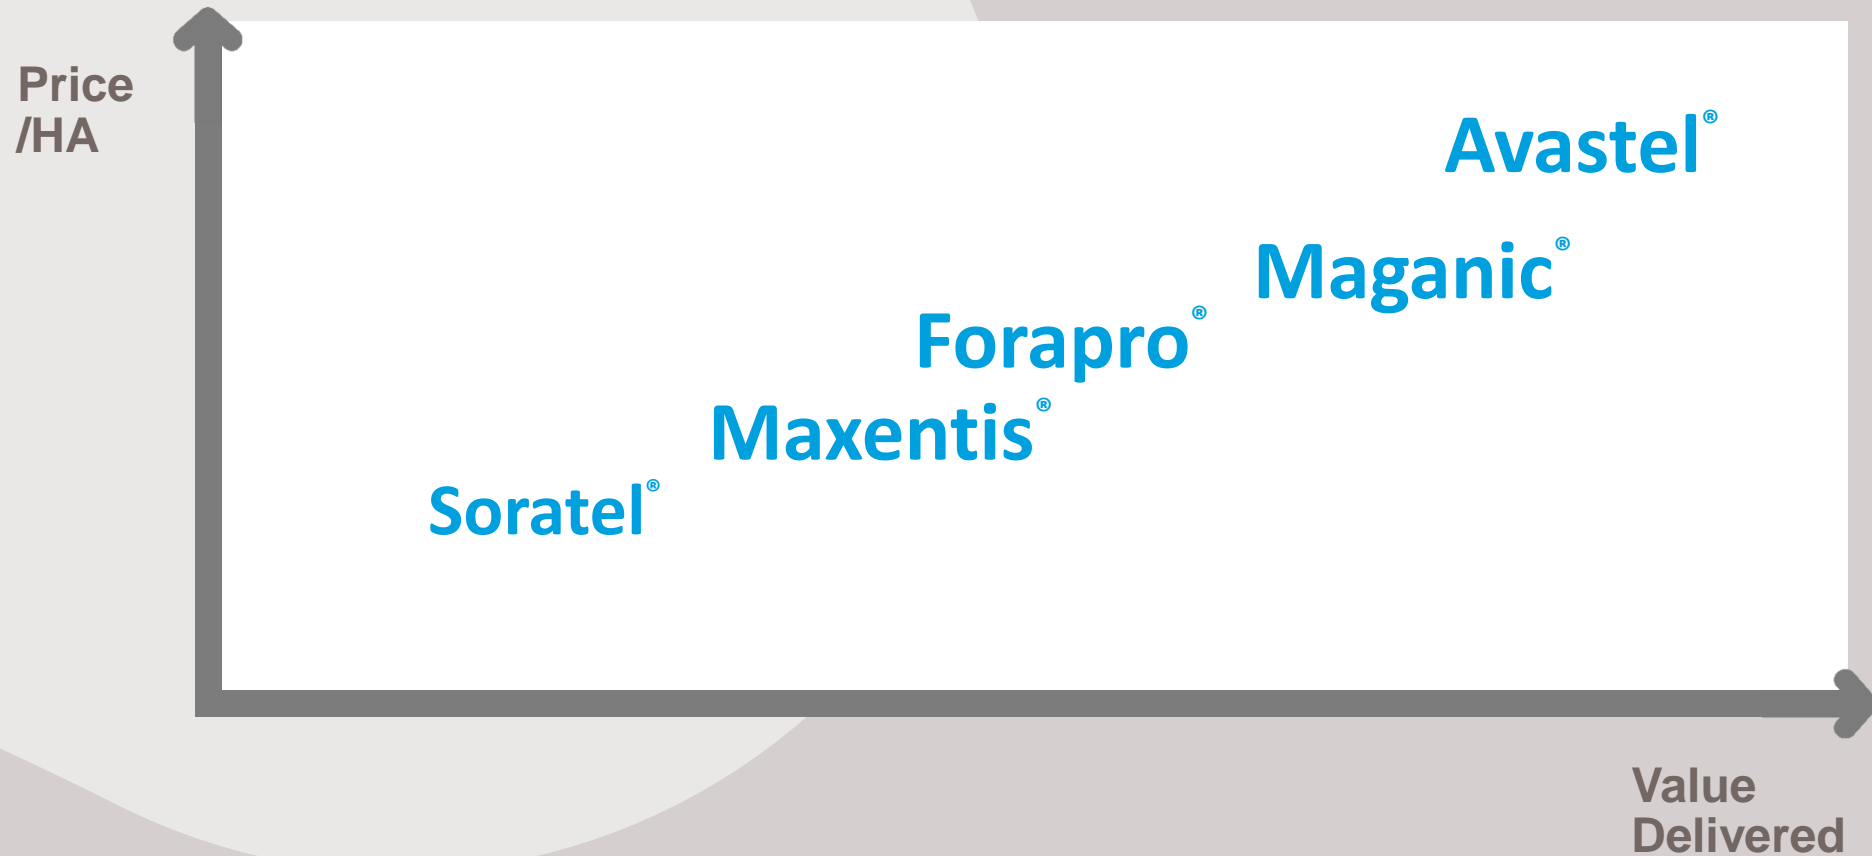 Price
/HA
Avastel®
Maganic®
Forapro®
Maxentis®
Soratel®
Value
Delivered